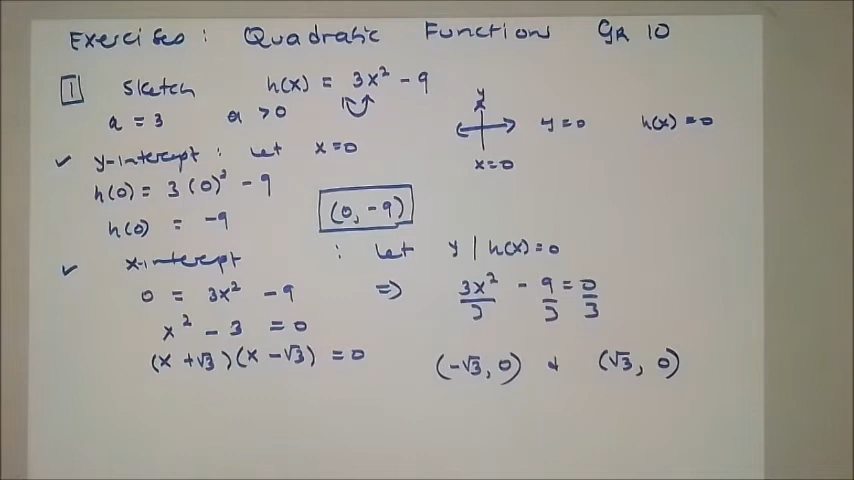 Exercises: Quadratic Functions GR 10
1 Sketch h(x) = 3x² - 9
a = 3 a > 0
y
y=0 h(x) = 0
x=0
✓ y-intercept : Let x=0
h(0) = 3(0)² - 9
h(0) = -9 (0, -9)
✓ x-intercept : Let y | h(x)=0
0 = 3x² - 9 => 3x²/3 - 9/3 = 0/3
x² - 3 = 0
(x + √3)(x - √3) = 0 (-√3, 0) & (√3, 0)